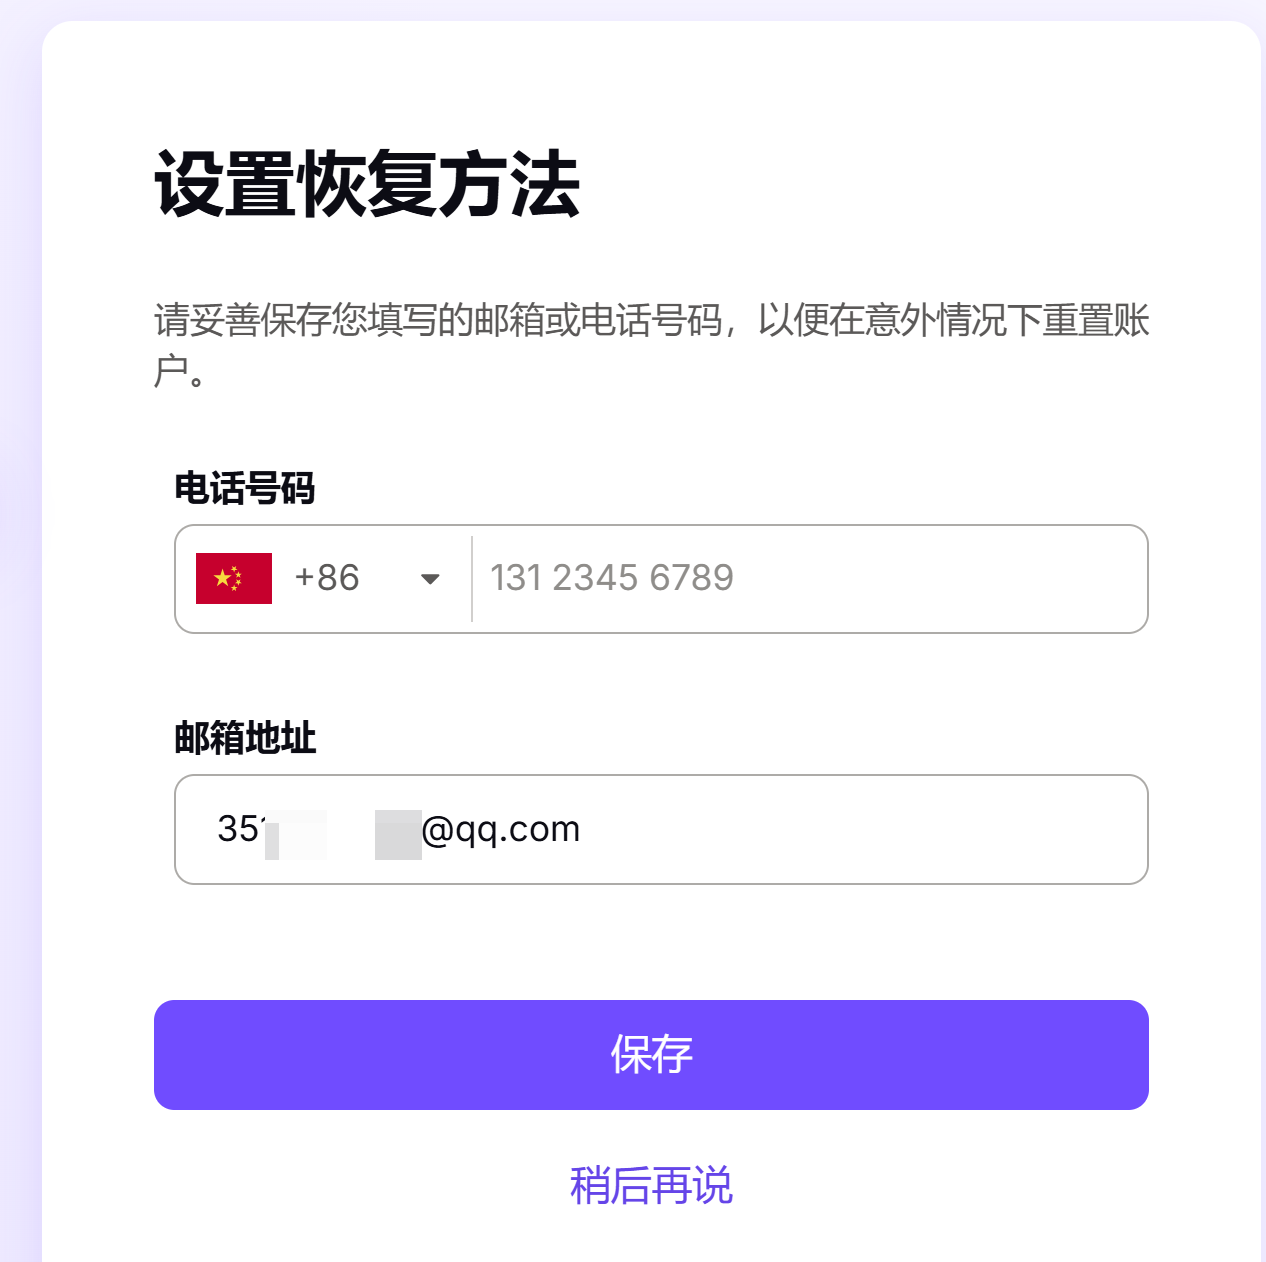 设置恢复方法
请妥善保存您填写的邮箱或电话号码，以便在意外情况下重置账
户。
电话号码
+86 131 2345 6789
邮箱地址
35 @qq.com
保存
稍后再说